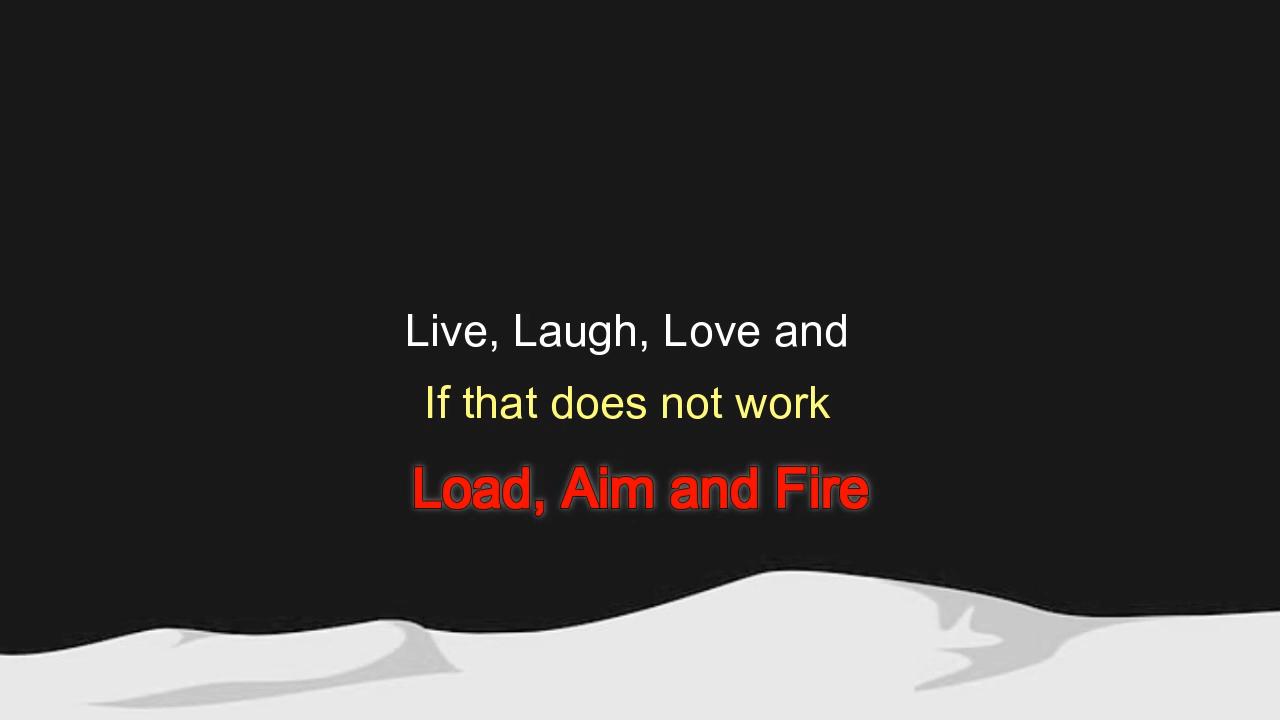 Live, Laugh, Love and
If that does not work
Load, Aim and Fire